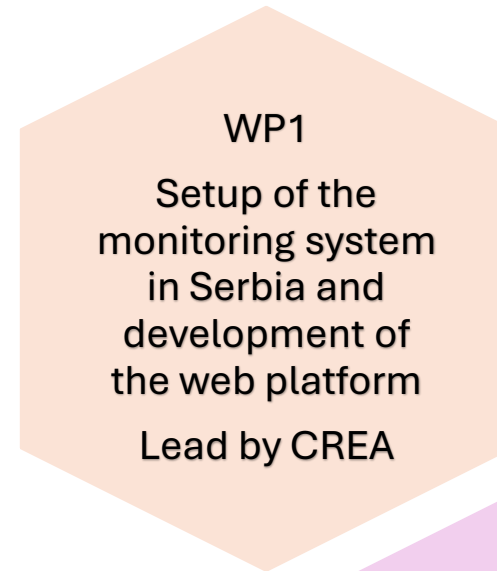 WP1
Setup of the
monitoring system
in Serbia and
development of
the web platform
Lead by CREA